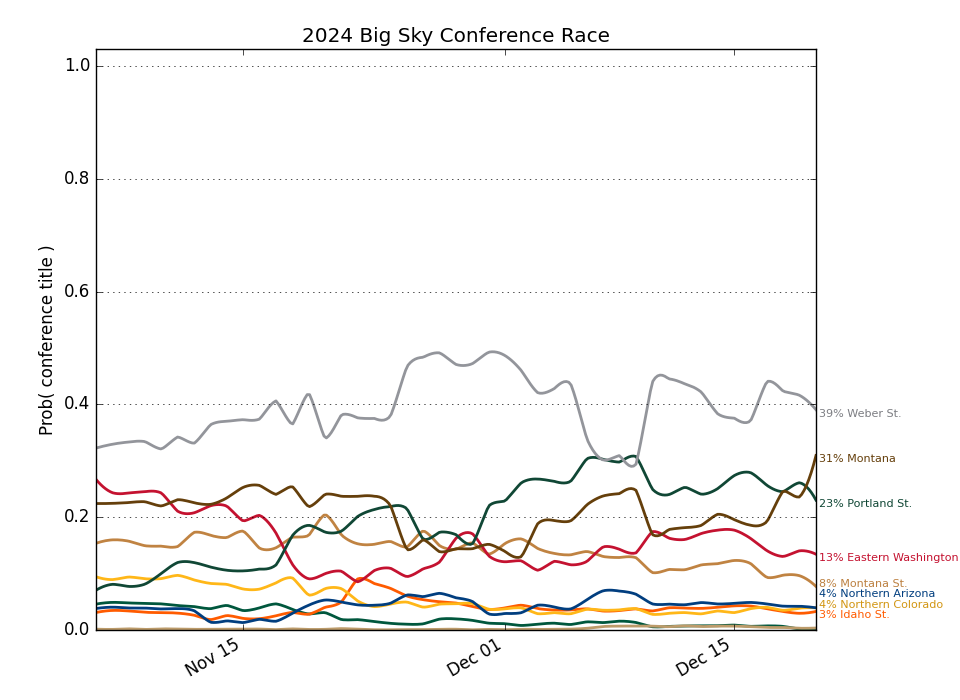 2024 Big Sky Conference Race
Prob( conference title )
1.0
0.8
0.6
0.4
0.2
0.0
Nov 15
Dec 01
Dec 15
39% Weber St.
31% Montana
23% Portland St.
13% Eastern Washington
8% Montana St.
4% Northern Arizona
4% Northern Colorado
3% Idaho St.